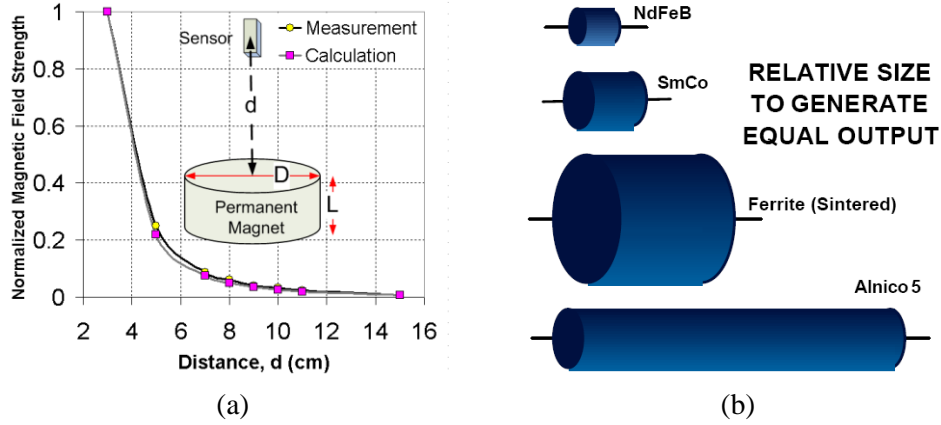 Normalized Magnetic Field Strength
1
0.8
0.6
0.4
0.2
0
2
4
6
8
10
12
14
16
Distance, d (cm)
Sensor
Measurement
Calculation
d
D
L
Permanent
Magnet
(a)
NdFeB
SmCo
RELATIVE SIZE
TO GENERATE
EQUAL OUTPUT
Ferrite (Sintered)
Alnico 5
(b)